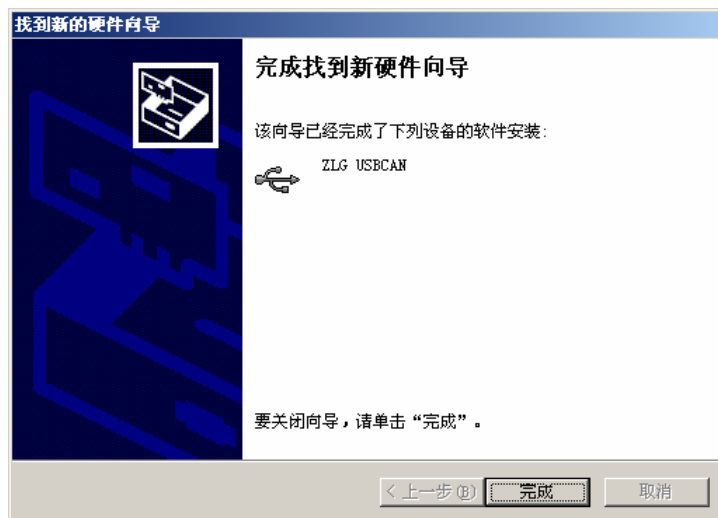 找到新的硬件向导
完成找到新硬件向导
该向导已经完成了下列设备的软件安装:
ZLG USBCAN
要关闭向导,请单击“完成”。
< 上一步(B) 完成 取消